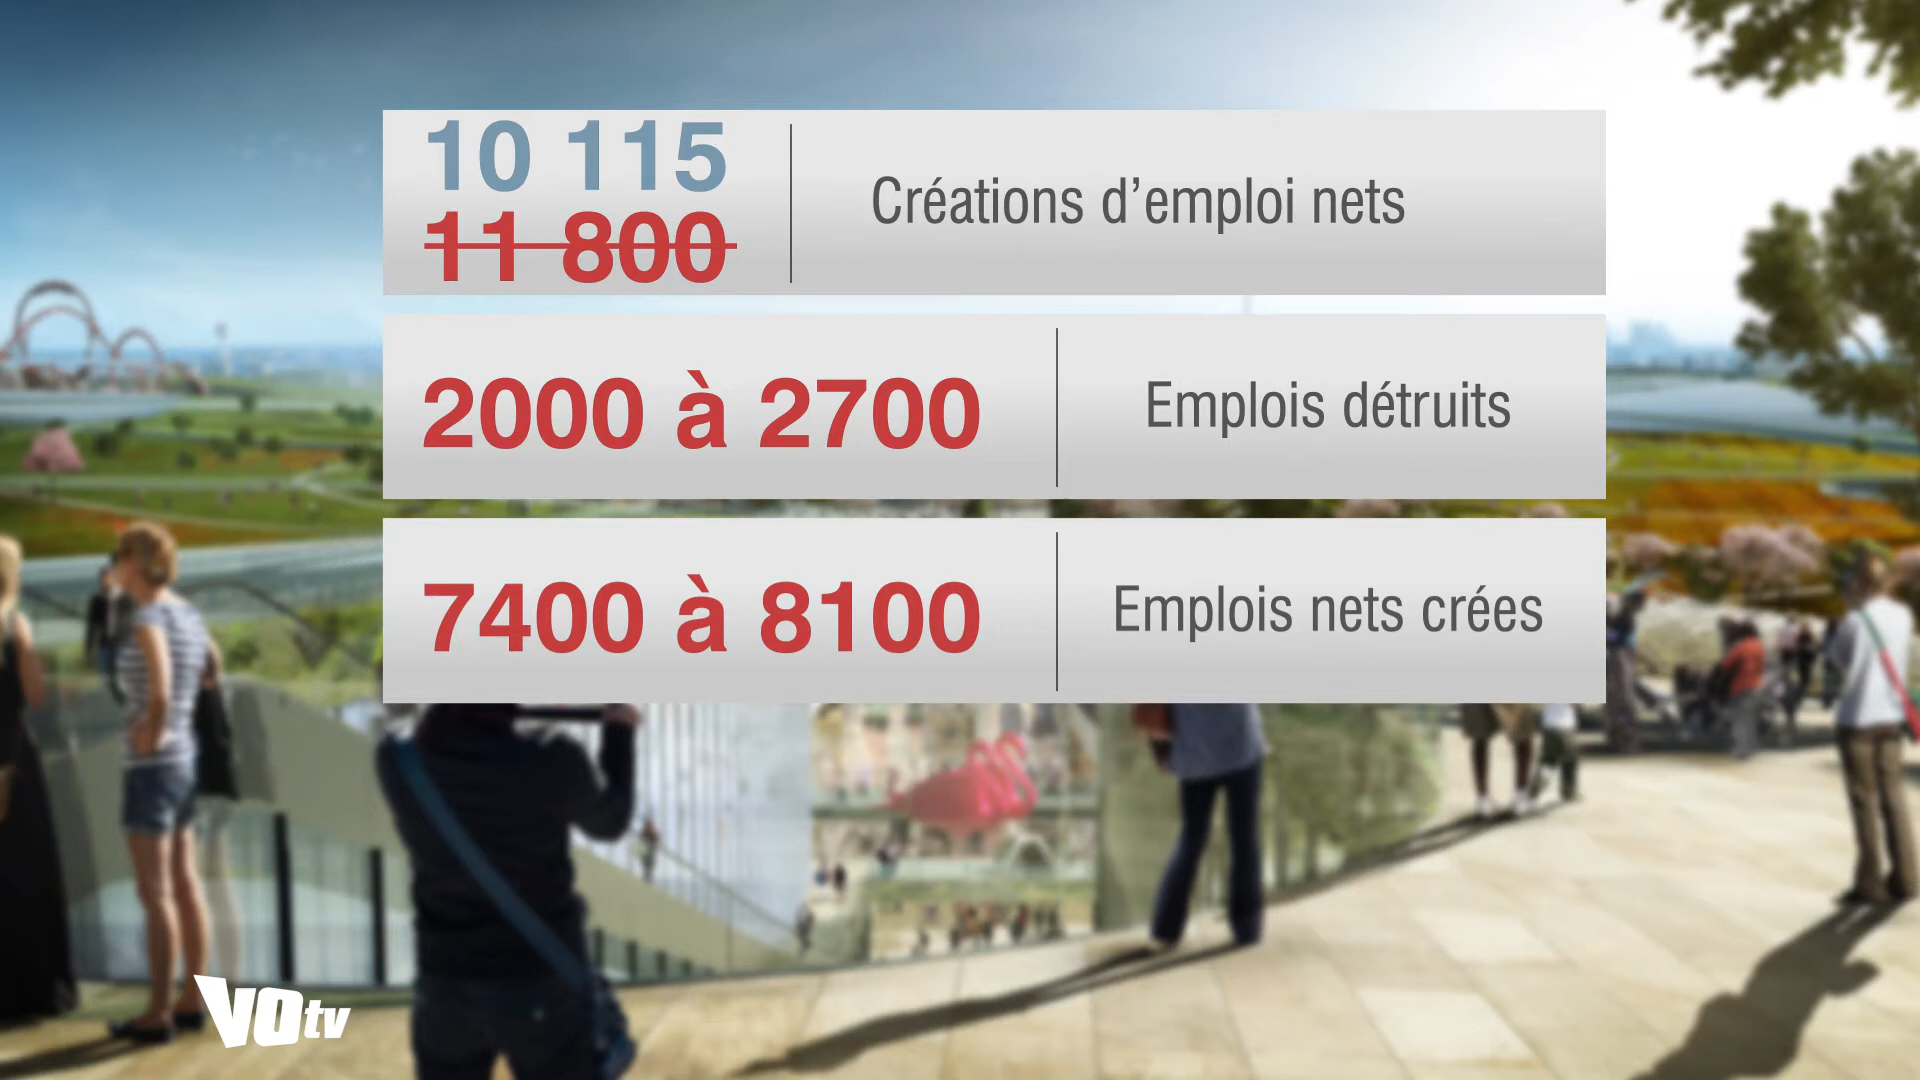 10 115
11 800
Créations d’emploi nets
2000 à 2700
Emplois détruits
7400 à 8100
Emplois nets crées
VOtv